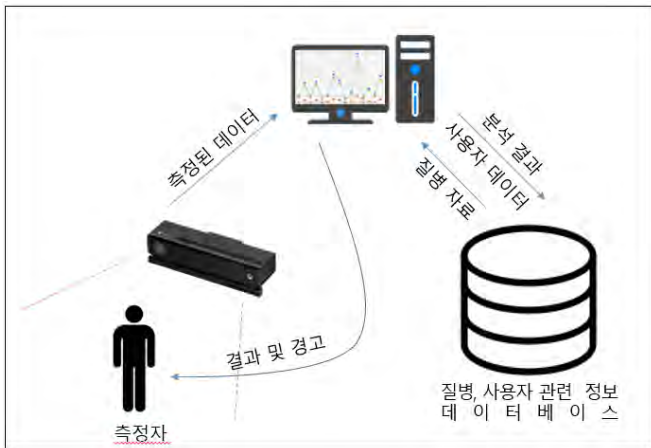 측정된 데이터
분석 결과
사용자 데이터
질병 자료
결과 및 경고
측정자
질병, 사용자 관련 정보
데 이 터 베 이 스